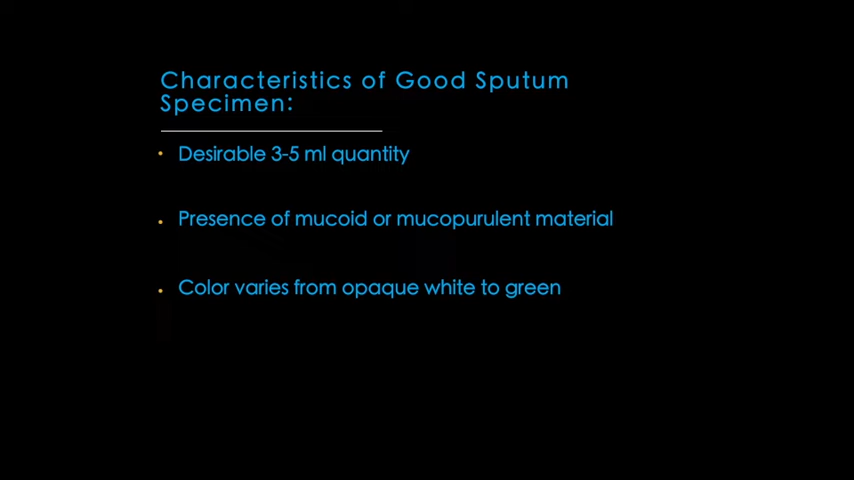 Characteristics of Good Sputum
Specimen:
• Desirable 3-5 ml quantity
• Presence of mucoid or mucopurulent material
• Color varies from opaque white to green